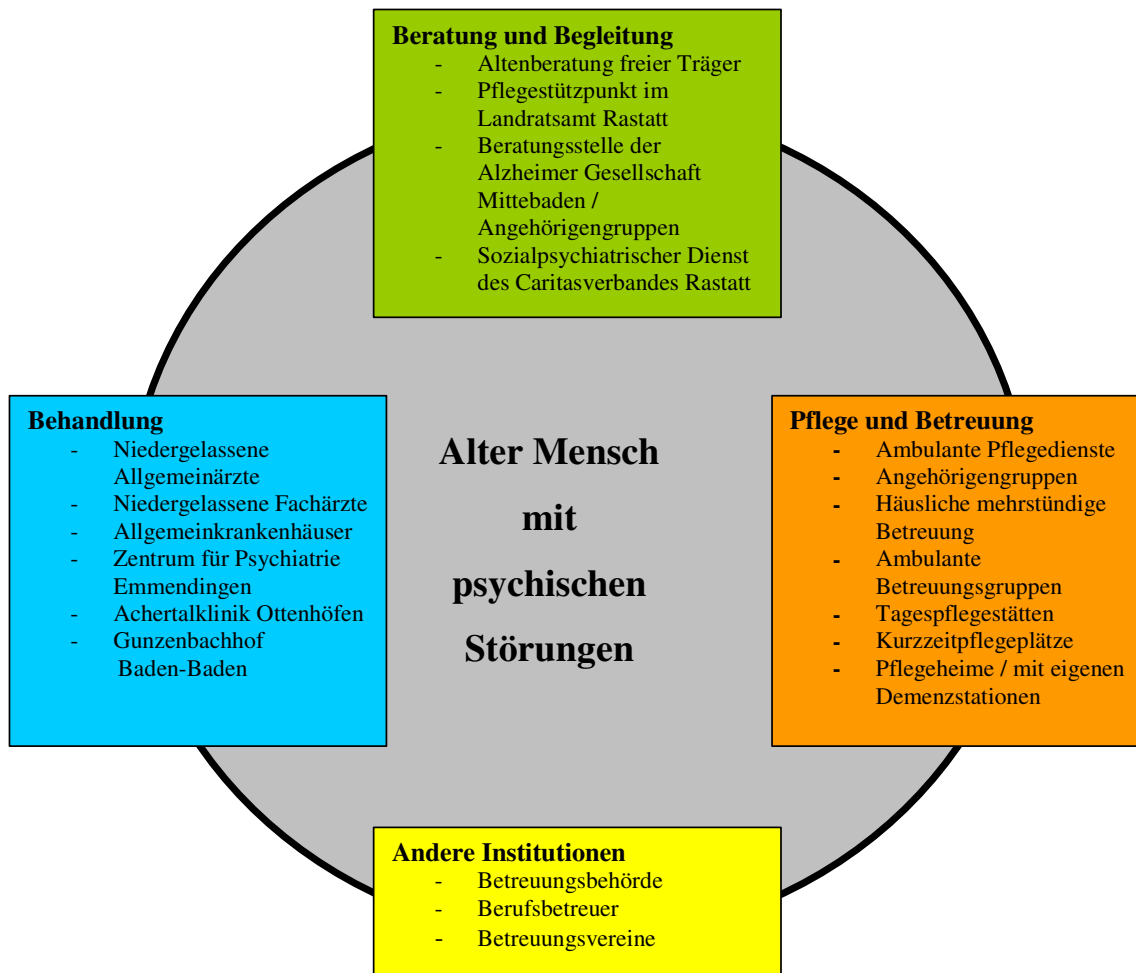 Beratung und Begleitung
- Altenberatung freier Träger
- Pflegestützpunkt im
Landratsamt Rastatt
- Beratungsstelle der
Alzheimer Gesellschaft
Mittebaden /
Angehörigengruppen
- Sozialpsychiatrischer Dienst
des Caritasverbandes Rastatt
Behandlung
- Niedergelassene
Allgemeinärzte
- Niedergelassene Fachärzte
- Allgemeinkrankenhäuser
- Zentrum für Psychiatrie
Emmendingen
- Achertalklinik Ottenhöfen
- Gunzenbachhof
Baden-Baden
Alter Mensch
mit
psychischen
Störungen
Pflege und Betreuung
- Ambulante Pflegedienste
- Angehörigengruppen
- Häusliche mehrstündige
Betreuung
- Ambulante
Betreuungsgruppen
- Tagespflegestätten
- Kurzzeitpflegeplätze
- Pflegeheime / mit eigenen
Demenzstationen
Andere Institutionen
- Betreuungsbehörde
- Berufsbetreuer
- Betreuungsvereine